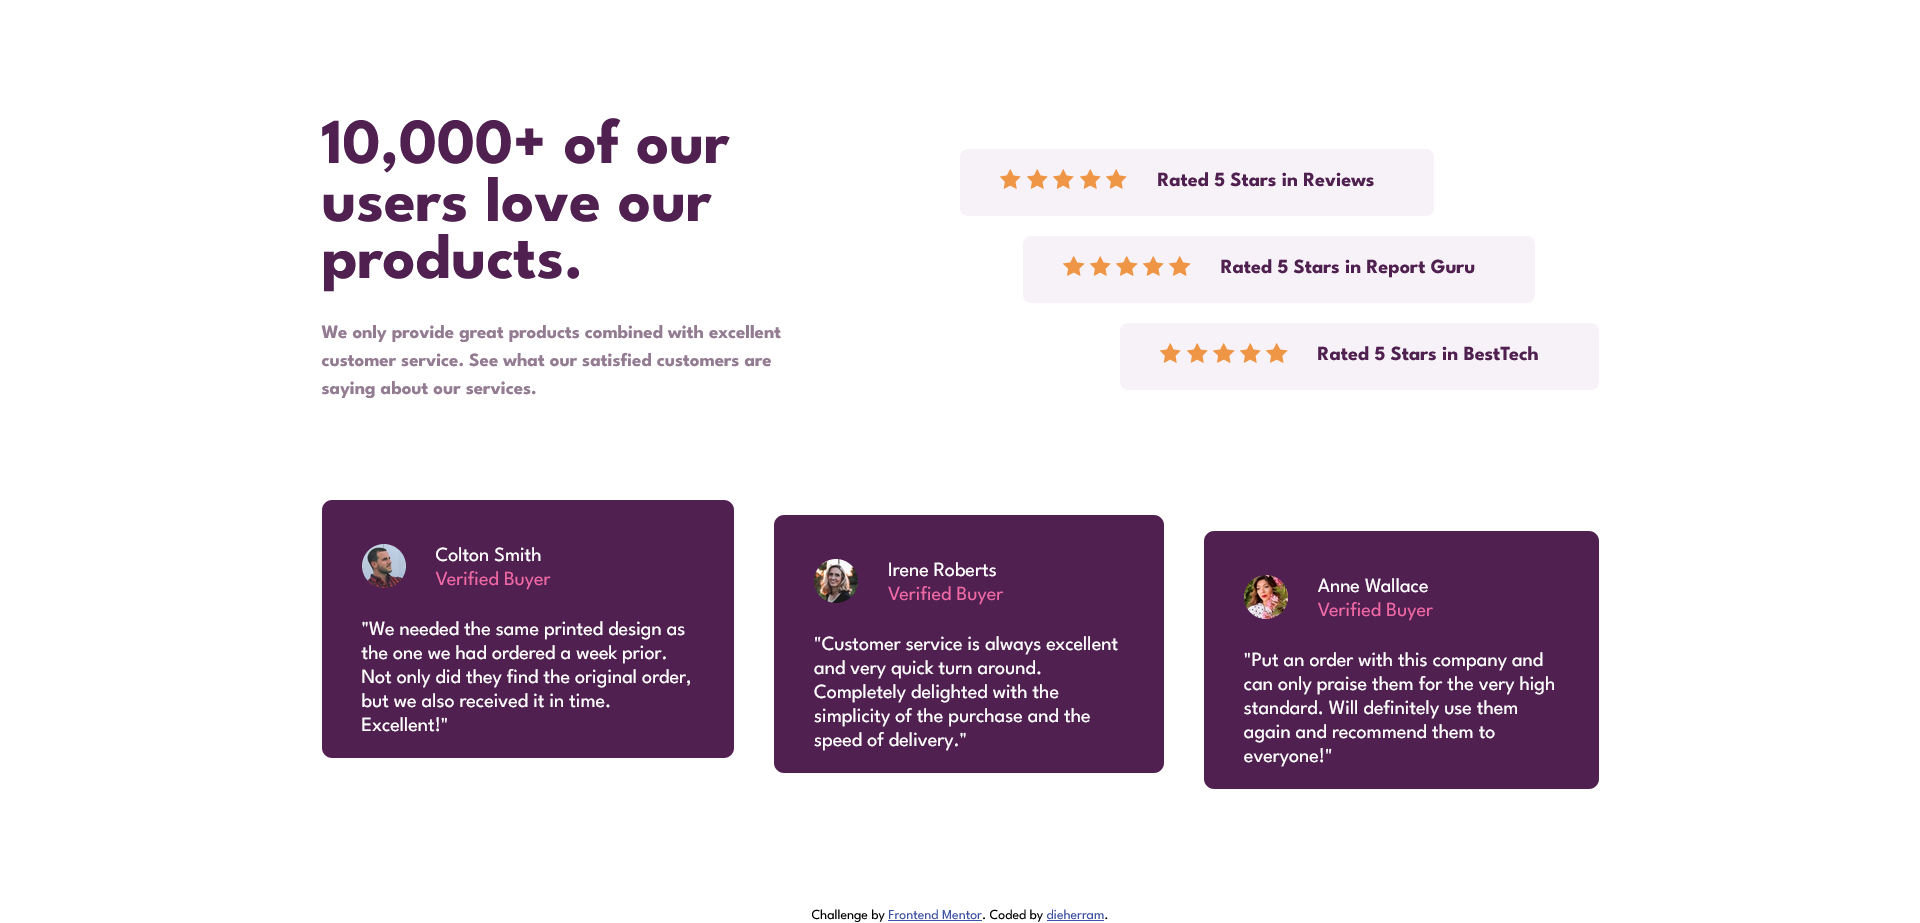 10,000+ of our
users love our
products.
We only provide great products combined with excellent
customer service. See what our satisfied customers are
saying about our services.
Rated 5 Stars in Reviews
Rated 5 Stars in Report Guru
Rated 5 Stars in BestTech
Colton Smith
Verified Buyer
"We needed the same printed design as
the one we had ordered a week prior.
Not only did they find the original order,
but we also received it in time.
Excellent!"
Irene Roberts
Verified Buyer
"Customer service is always excellent
and very quick turn around.
Completely delighted with the
simplicity of the purchase and the
speed of delivery."
Anne Wallace
Verified Buyer
"Put an order with this company and
can only praise them for the very high
standard. Will definitely use them
again and recommend them to
everyone!"
Challenge by Frontend Mentor. Coded by dieherram.